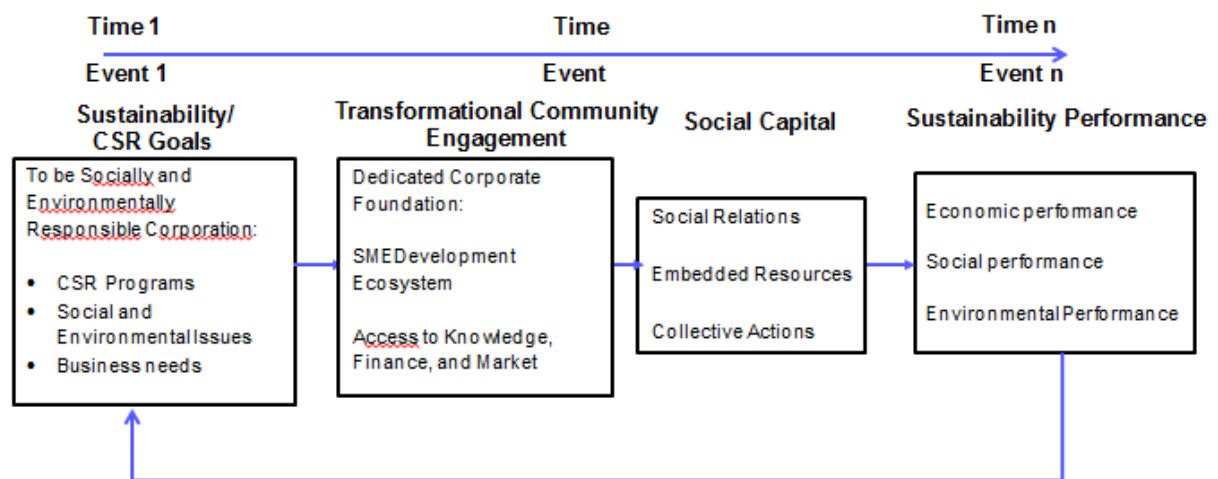 Time 1
Time
Time n
Event 1
Event
Event n
Sustainability/
CSR Goals
To be Socially and
Environmentally
Responsible Corporation:
• CSR Programs
• Social and
Environmental Issues
• Business needs
Transformational Community
Engagement
Dedicated Corporate
Foundation:
SME Development
Ecosystem
Access to Knowledge,
Finance, and Market
Social Capital
Social Relations
Embedded Resources
Collective Actions
Sustainability Performance
Economic performance
Social performance
Environmental Performance